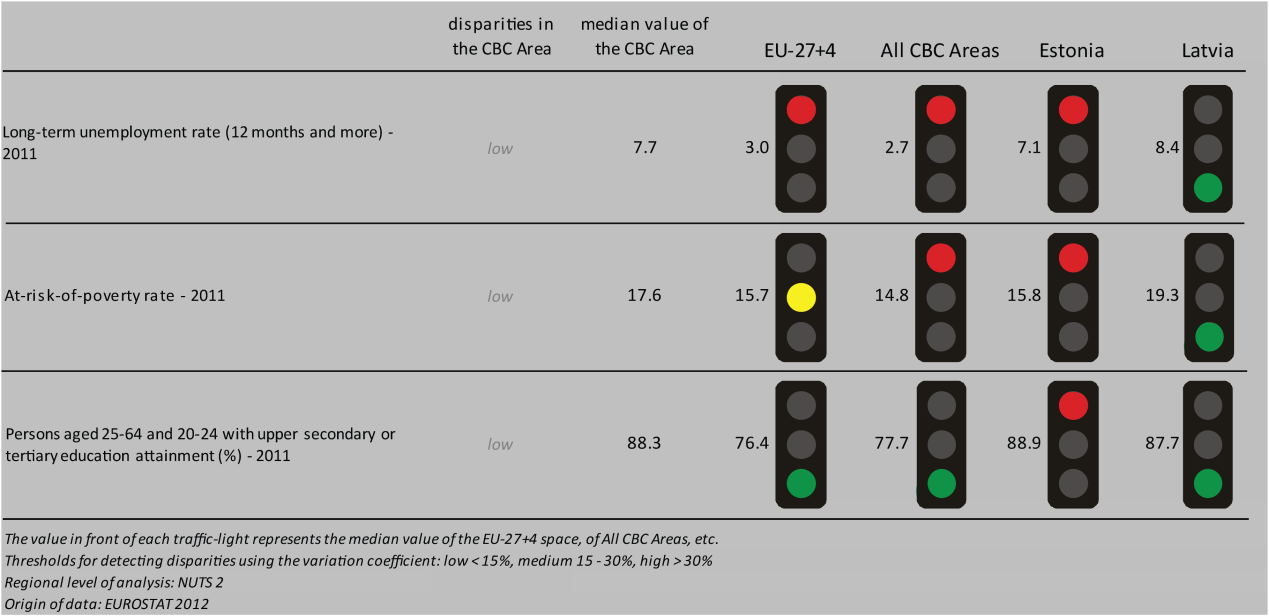 disparities in
the CBC Area
median value of
the CBC Area
EU-27+4
All CBC Areas
Estonia
Latvia
Long-term unemployment rate (12 months and more) -
2011
low
7.7
3.0
2.7
7.1
8.4
At-risk-of-poverty rate - 2011
low
17.6
15.7
14.8
15.8
19.3
Persons aged 25-64 and 20-24 with upper secondary or
tertiary education attainment (%) - 2011
low
88.3
76.4
77.7
88.9
87.7
The value in front of each traffic-light represents the median value of the EU-27+4 space, of All CBC Areas, etc.
Thresholds for detecting disparities using the variation coefficient: low < 15%, medium 15 - 30%, high > 30%
Regional level of analysis: NUTS 2
Origin of data: EUROSTAT 2012